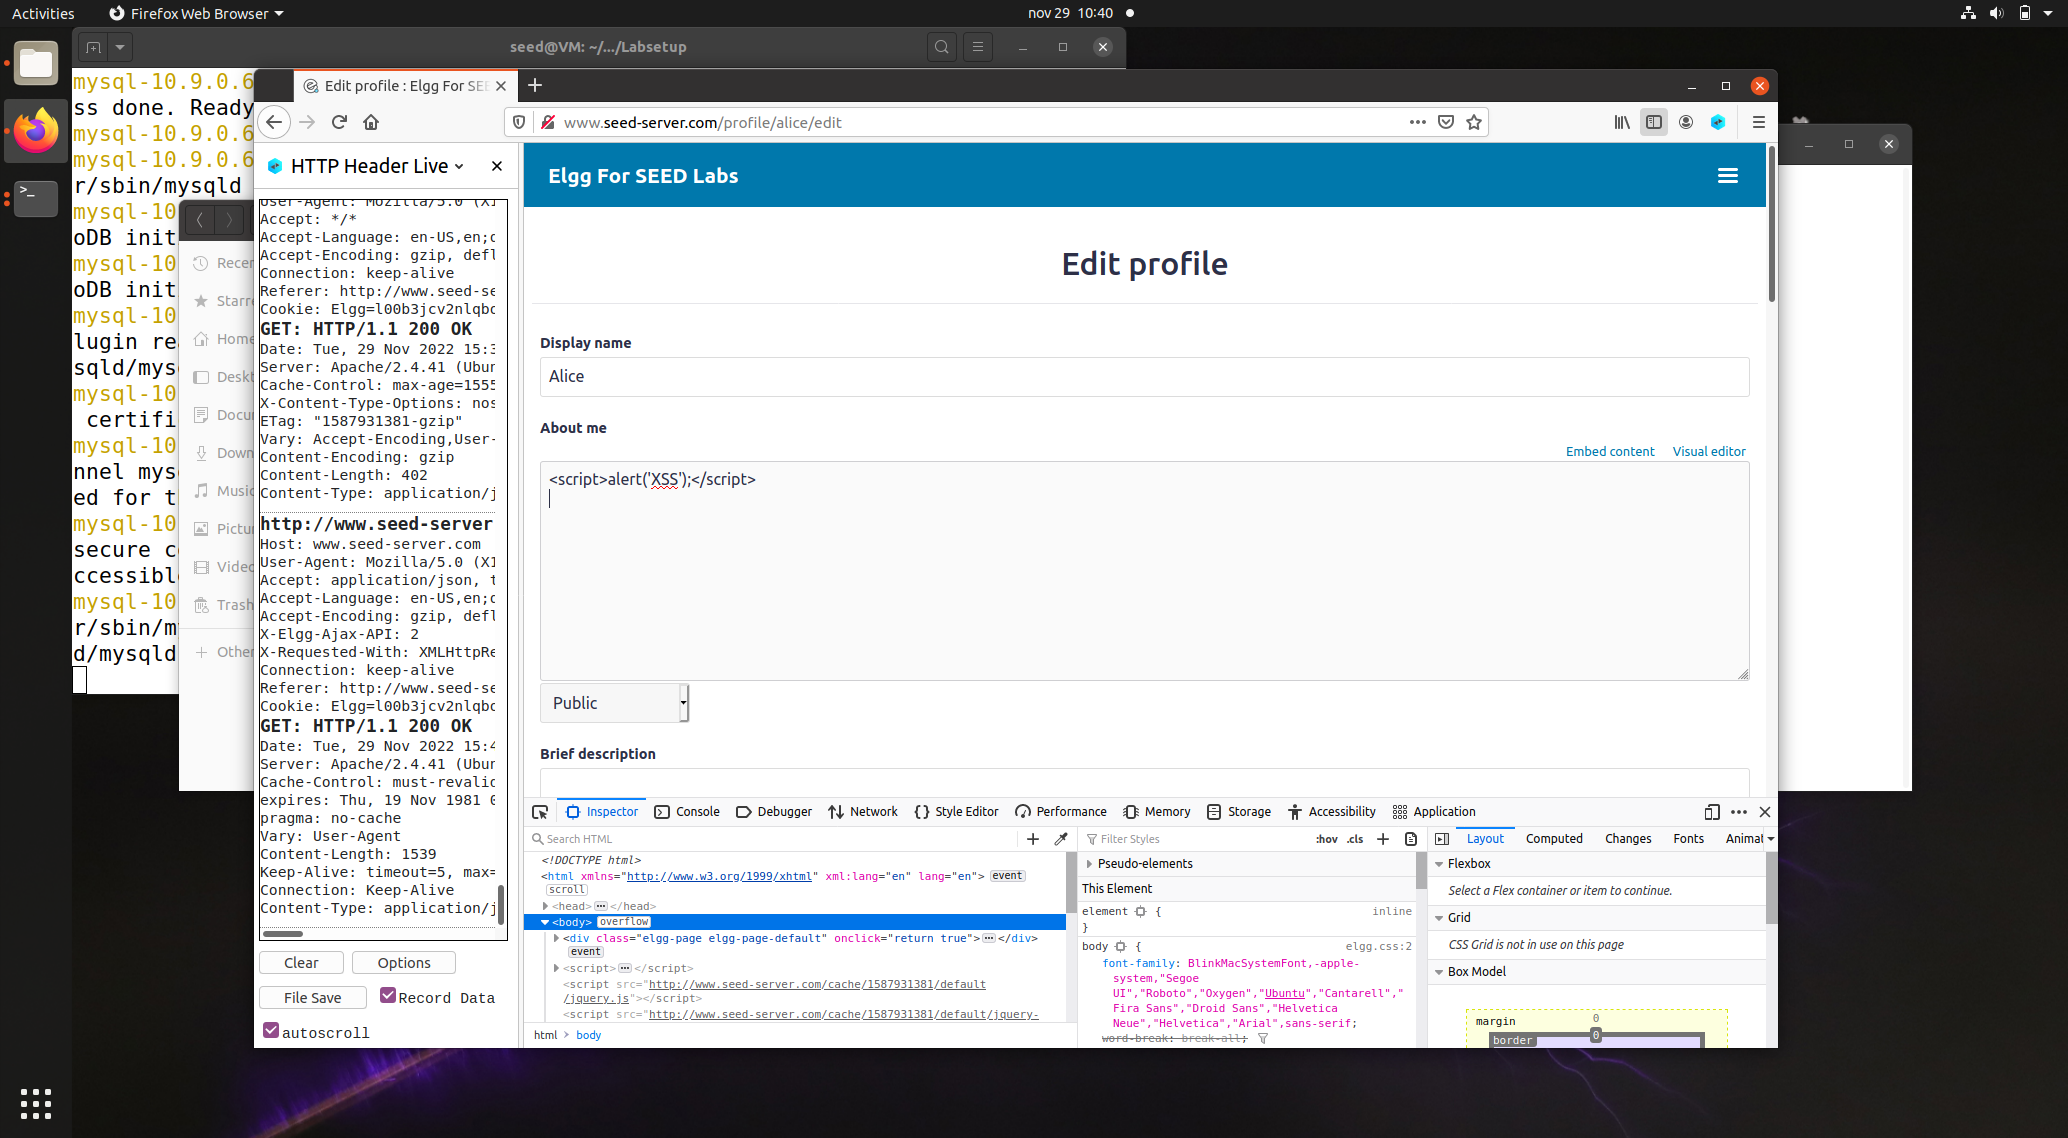 Activities
Firefox Web Browser
nov 29 10:40
seed@VM: ~/.../Labsetup
mysql-10.9.0.6
ss done. Ready
mysql-10.9.0.6
mysql-10.9.0.6
r/sbin/mysqld
mysql-10
oDB init
mysql-10
oDB init
mysql-10
lugin rea
sqld/mys
mysql-10
certifi
mysql-10
nnel mys
ed for t
mysql-10
secure c
ccessible
mysql-10
r/sbin/m
d/mysqld
Recen
Starre
Home
Deskt
Docu
Down
Music
Pictu
Video
Trash
Other
Edit profile : Elgg For SEE
www.seed-server.com/profile/alice/edit
HTTP Header Live
User-Agent: Mozilla/5.0 (X1
Accept: */*
Accept-Language: en-US,en;q
Accept-Encoding: gzip, defl
Connection: keep-alive
Referer: http://www.seed-se
Cookie: Elgg=l00b3jcv2nlqbq
GET: HTTP/1.1 200 OK
Date: Tue, 29 Nov 2022 15:3
Server: Apache/2.4.41 (Ubun
Cache-Control: max-age=1555
X-Content-Type-Options: nos
ETag: "1587931381-gzip"
Vary: Accept-Encoding,User-
Content-Encoding: gzip
Content-Length: 402
Content-Type: application/j
http://www.seed-server
Host: www.seed-server.com
User-Agent: Mozilla/5.0 (X1
Accept: application/json, t
Accept-Language: en-US,en;q
Accept-Encoding: gzip, defl
X-Elgg-Ajax-API: 2
X-Requested-With: XMLHttpRe
Connection: keep-alive
Referer: http://www.seed-se
Cookie: Elgg=l00b3jcv2nlqbq
GET: HTTP/1.1 200 OK
Date: Tue, 29 Nov 2022 15:4
Server: Apache/2.4.41 (Ubun
Cache-Control: must-revalid
expires: Thu, 19 Nov 1981 0
pragma: no-cache
Vary: User-Agent
Content-Length: 1539
Keep-Alive: timeout=5, max=
Connection: Keep-Alive
Content-Type: application/j
Clear
Options
File Save
Record Data
autoscroll
Elgg For SEED Labs
Edit profile
Display name
Alice
About me
Embed content
Visual editor
<script>alert('XSS');</script>
Public
Brief description
Inspector
Console
Debugger
Network
Style Editor
Performance
Memory
Storage
Accessibility
Application
Search HTML
<!DOCTYPE html>
<html xmlns="http://www.w3.org/1999/xhtml" xml:lang="en" lang="en"> event
scroll
<head> ••• </head>
<body> overflow
<div class="elgg-page elgg-page-default" onclick="return true"> ••• </div>
event
<script> ••• </script>
<script src="http://www.seed-server.com/cache/1587931381/default
/jquery.js"></script>
<script src="http://www.seed-server.com/cache/1587931381/default/jquery-
html › body
Filter Styles
:hov .cls +
Pseudo-elements
This Element
element {
inline
}
body {
elgg.css:2
font-family: BlinkMacSystemFont,-apple-
system,"Segoe
UI","Roboto","Oxygen","Ubuntu","Cantarell","
Fira Sans","Droid Sans","Helvetica
Neue","Helvetica","Arial",sans-serif;
word-break: break-all;
Layout
Computed
Changes
Fonts
Animat
Flexbox
Select a Flex container or item to continue.
Grid
CSS Grid is not in use on this page
Box Model
margin
0
border
0